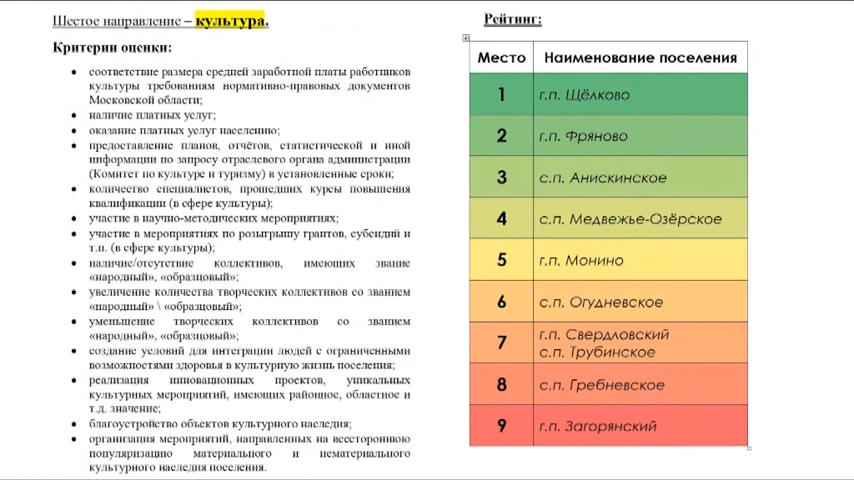 Шестое направление – культура.
Критерии оценки:
соответствие размера средней заработной платы работников
культуры требованиям нормативно-правовых документов
Московской области;
наличие платных услуг;
оказание платных услуг населению;
предоставление планов, отчётов, статистической и иной
информации по запросу отраслевого органа администрации
(Комитет по культуре и туризму) в установленные сроки;
количество специалистов, прошедших курсы повышения
квалификации (в сфере культуры);
участие в научно-методических мероприятиях;
участие в мероприятиях по розыгрышу грантов, субсидий и
т.п. (в сфере культуры);
наличие/отсутствие коллективов, имеющих звание
«народный», «образцовый»;
увеличение количества творческих коллективов со званием
«народный» \ «образцовый»;
уменьшение творческих коллективов со званием
«народный», «образцовый»;
создание условий для интеграции людей с ограниченными
возможностями здоровья в культурную жизнь поселения;
реализация инновационных проектов, уникальных
культурных мероприятий, имеющих районное, областное и
т.д. значение;
благоустройство объектов культурного наследия;
организация мероприятий, направленных на всестороннюю
популяризацию материального и нематериального
культурного наследия поселения.
Рейтинг:
Место Наименование поселения
1 г.п. Щёлково
2 г.п. Фряново
3 с.п. Анискинское
4 с.п. Медвежье-Озёрское
5 г.п. Монино
6 с.п. Огудневское
7 г.п. Свердловский
с.п. Трубинское
8 с.п. Гребневское
9 г.п. Загорянский